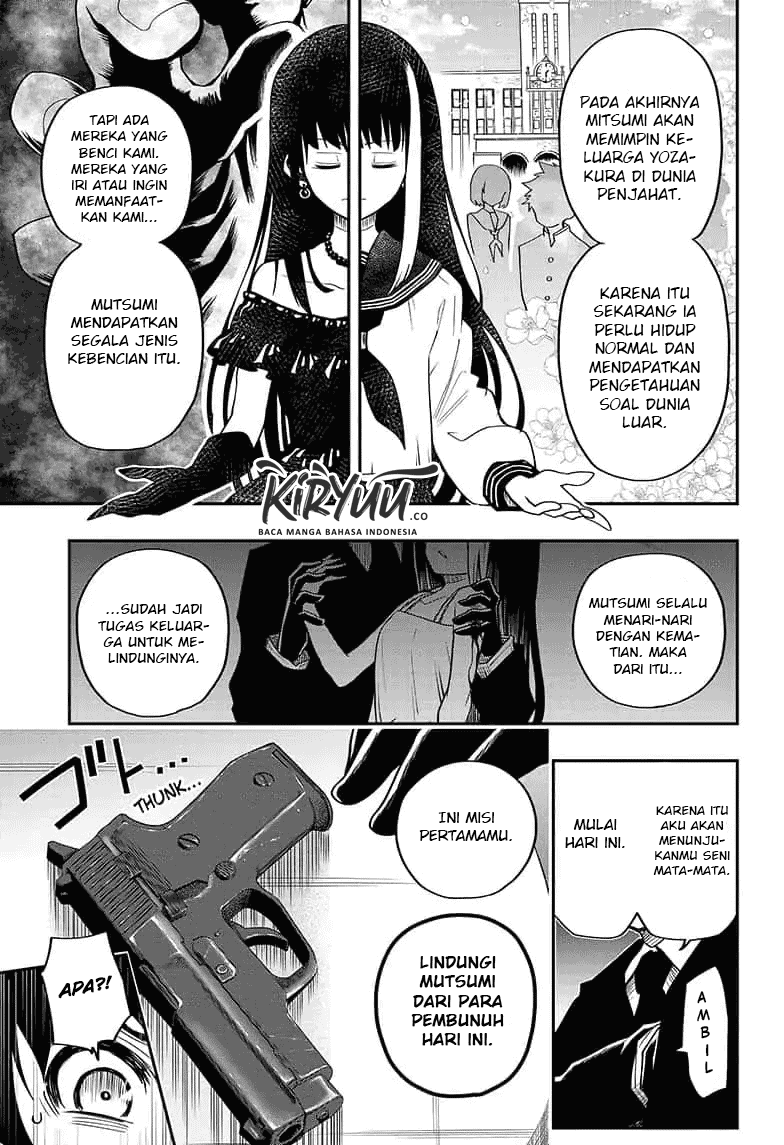 PADA AKHIRNYA
MITSUMI AKAN
MEMIMPIN KE-
LUARGA YOZA-
KURA DI DUNIA
PENJAHAT.
KARENA ITU
SEKARANG IA
PERLU HIDUP
NORMAL DAN
MENDAPATKAN
PENGETAHUAN
SOAL DUNIA
LUAR.
TAPI ADA
MEREKA YANG
BENCI KAMI.
MEREKA YANG
IRI ATAU INGIN
MEMANFAAT-
KAN KAMI...
MUTSUMI
MENDAPATKAN
SEGALA JENIS
KEBENCIAN ITU.
KIRYUU.CO
BACA MANGA BAHASA INDONESIA
MUTSUMI SELALU
MENARI-NARI
DENGAN KEMA-
TIAN. MAKA
DARI ITU...
...SUDAH JADI
TUGAS KELUAR-
GA UNTUK ME-
LINDUNGINYA.
KARENA ITU
AKU AKAN
MENUNJU-
KANMU SENI
MATA-MATA.
MULAI
HARI INI.
AMBIL
INI MISI
PERTAMAMU.
ゴト...
THUNK...
LINDUNGI
MUTSUMI
DARI PARA
PEMBUNUH
HARI INI.
APA?!